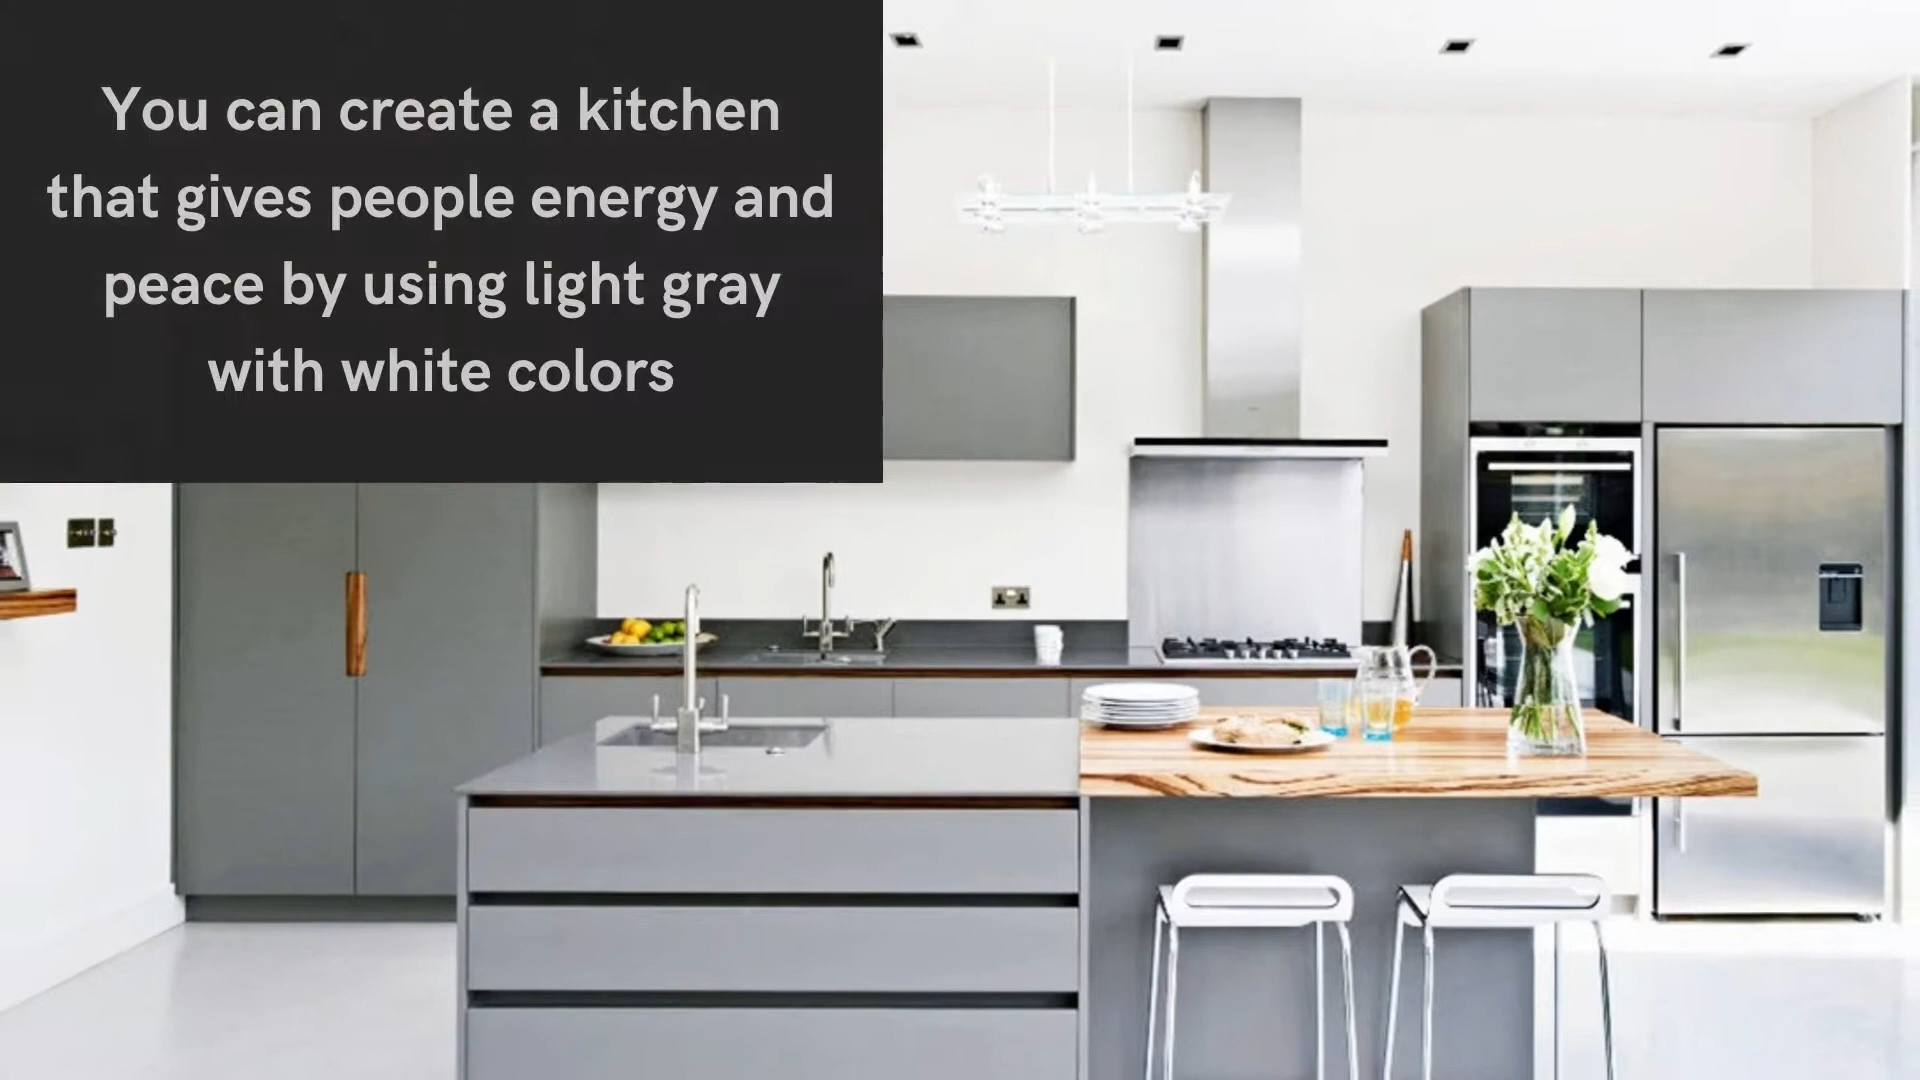 You can create a kitchen
that gives people energy and
peace by using light gray
with white colors